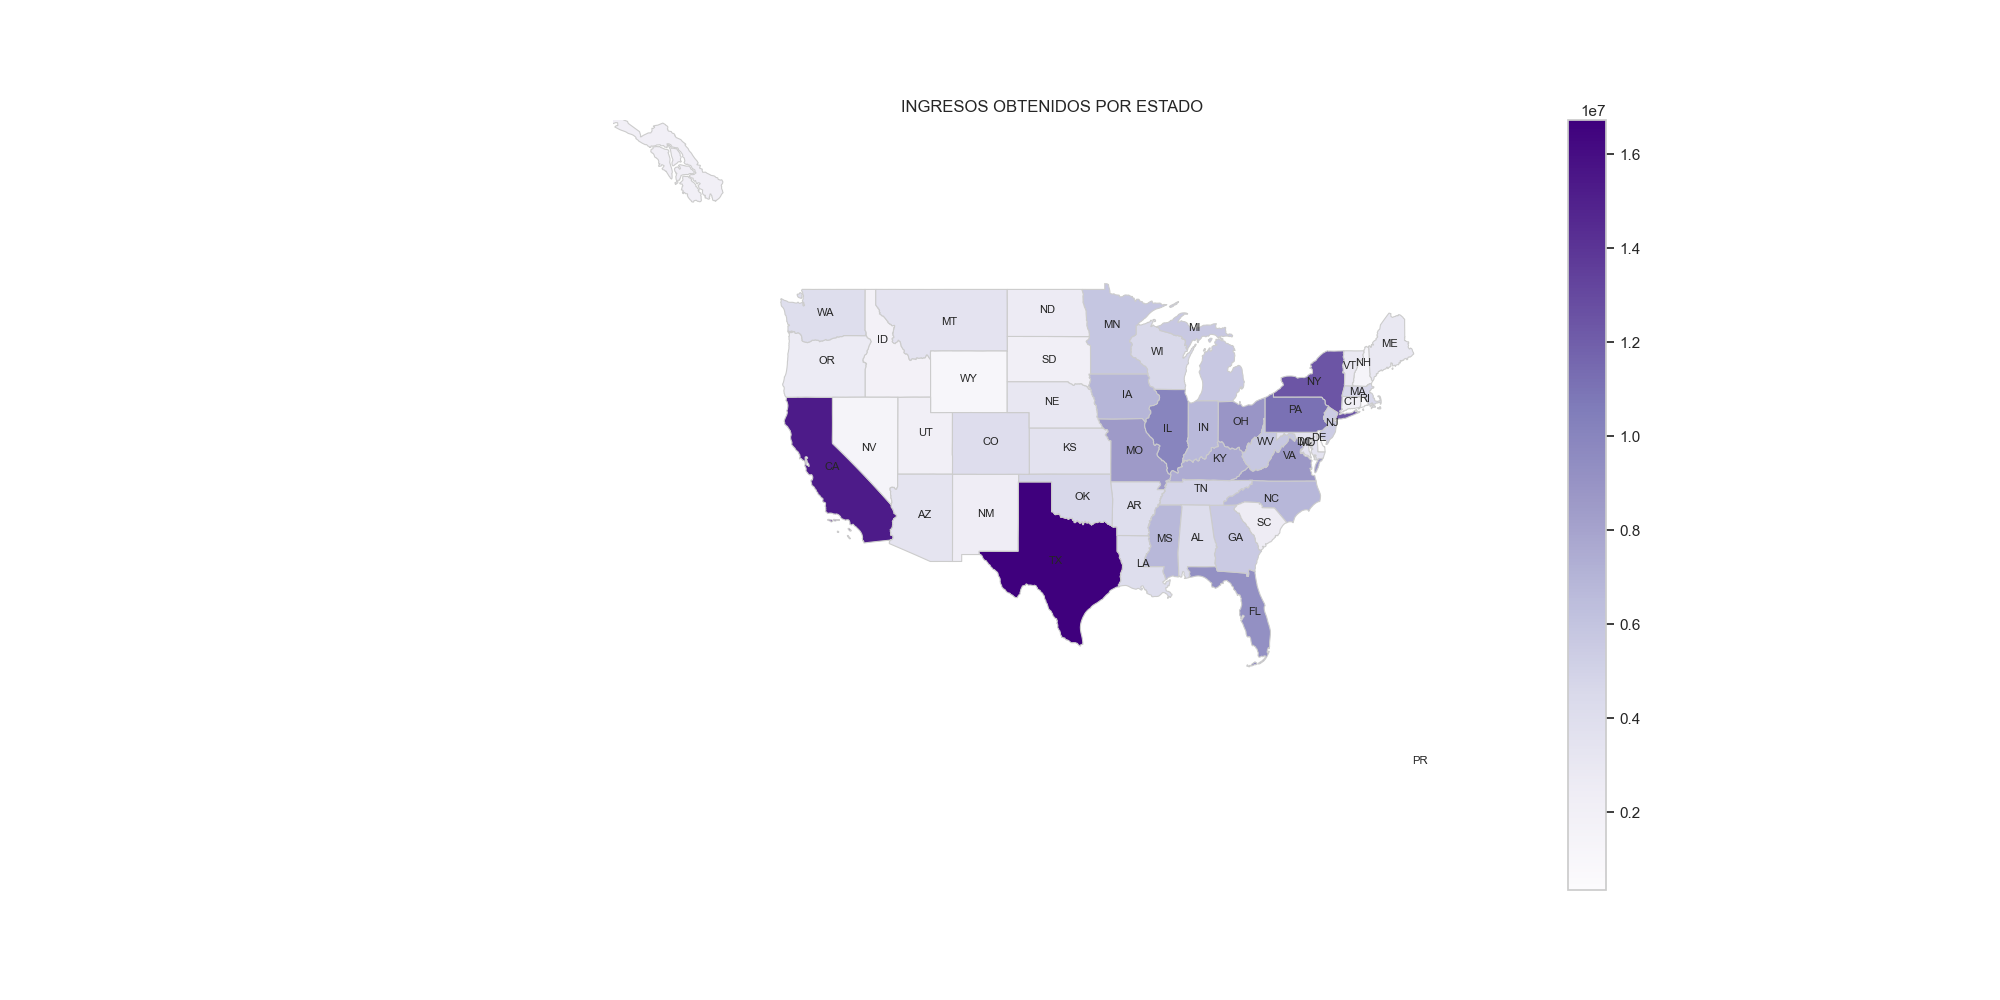 INGRESOS OBTENIDOS POR ESTADO
1e7
1.6
1.4
1.2
1.0
0.8
0.6
0.4
0.2
WA
MT
ND
MN
MI
ME
ID
OR
SD
WI
VT
NH
WY
NY
MA
IA
NE
CT
RI
PA
NJ
OH
IL
IN
UT
CO
NV
KS
MO
WV
DE
VA
KY
CA
TN
OK
NC
AR
AZ
NM
SC
MS
AL
GA
LA
FL
PR